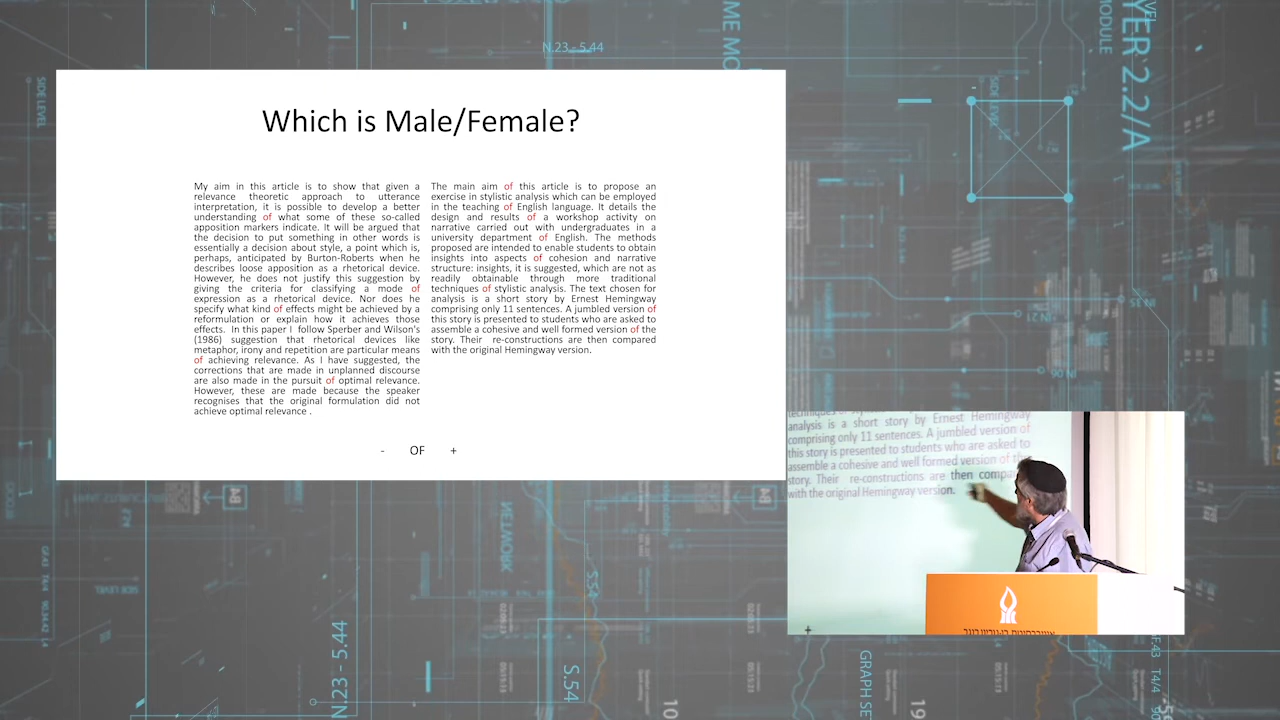 Which is Male/Female?
My aim in this article is to show that given a
relevance theoretic approach to utterance
interpretation, it is possible to develop a better
understanding of what some of these so-called
apposition markers indicate. It will be argued that
the decision to put something in other words is
essentially a decision about style, a point which is,
perhaps, anticipated by Burton-Roberts when he
describes loose apposition as a rhetorical device.
However, he does not justify this suggestion by
giving the criteria for classifying a mode of
expression as a rhetorical device. Nor does he
specify what kind of effects might be achieved by a
reformulation or explain how it achieves those
effects. In this paper I follow Sperber and Wilson's
(1986) suggestion that rhetorical devices like
metaphor, irony and repetition are particular means
of achieving relevance. As I have suggested, the
corrections that are made in unplanned discourse
are also made in the pursuit of optimal relevance.
However, these are made because the speaker
recognises that the original formulation did not
achieve optimal relevance .
The main aim of this article is to propose an
exercise in stylistic analysis which can be employed
in the teaching of English language. It details the
design and results of a workshop activity on
narrative carried out with undergraduates in a
university department of English. The methods
proposed are intended to enable students to obtain
insights into aspects of cohesion and narrative
structure: insights, it is suggested, which are not as
readily obtainable through more traditional
techniques of stylistic analysis. The text chosen for
analysis is a short story by Ernest Hemingway
comprising only 11 sentences. A jumbled version of
this story is presented to students who are asked to
assemble a cohesive and well formed version of the
story. Their re-constructions are then compared
with the original Hemingway version.
- OF +
analysis is a short story by Ernest Hemingway
comprising only 11 sentences. A jumbled version of
this story is presented to students who are asked to
assemble a cohesive and well formed version of the
story. Their re-constructions are then compa
with the original Hemingway version.
N.23 - 5.44
SIDE LEVEL
MODULE
YER 2.2/A
NETWORK
N.23 - 5.44
S.54
GRAPH SE